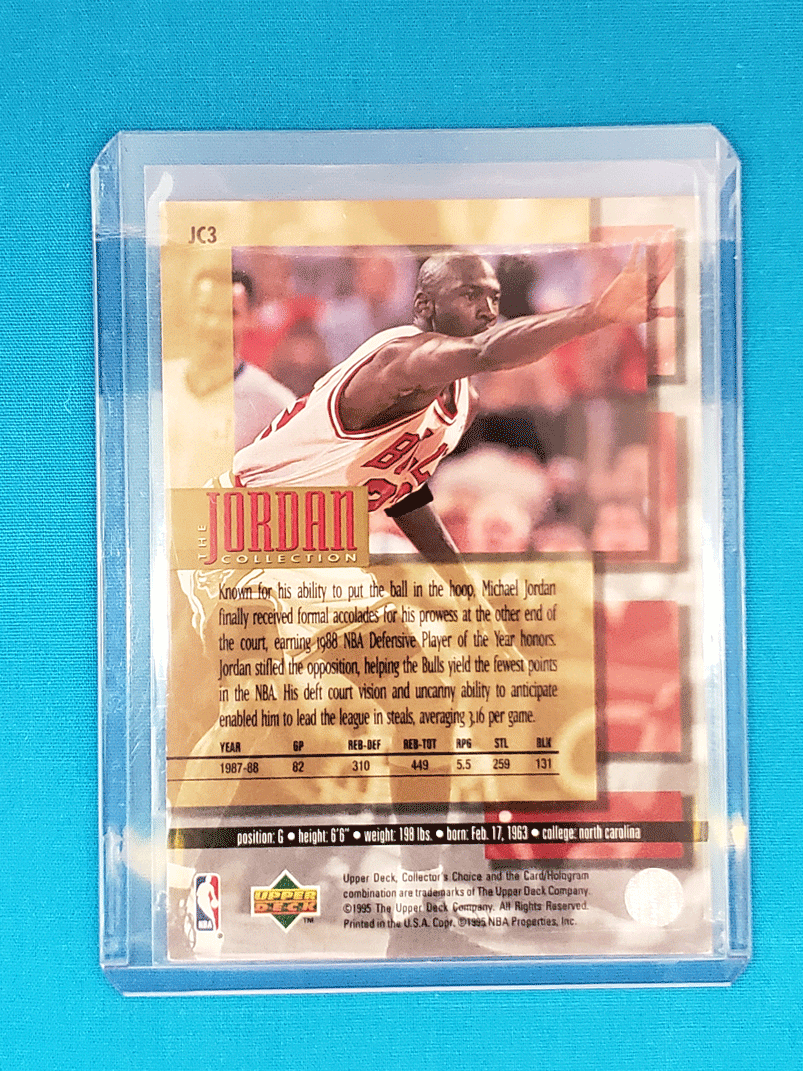 JC3
BULL
THE JORDAN
COLLECTION
Known for his ability to put the ball in the hoop, Michael Jordan
finally received formal accolades for his prowess at the other end of
the court, earning 1988 NBA Defensive Player of the Year honors.
Jordan stifled the opposition, helping the Bulls yield the fewest points
in the NBA. His deft court vision and uncanny ability to anticipate
enabled him to lead the league in steals, averaging 3.16 per game.
YEAR GP REB-DEF REB-TOT RPG STL BLK
1987-88 82 310 449 5.5 259 131
position: G • height: 6'6" • weight: 198 lbs. • born: Feb. 17, 1963 • college: north carolina
Upper Deck, Collector's Choice and the Card/Hologram
combination are trademarks of The Upper Deck Company.
©1995 The Upper Deck Company. All Rights Reserved.
Printed in the U.S.A. Copr. ©1995 NBA Properties, Inc.
NBA
UPPER
DECK
TM